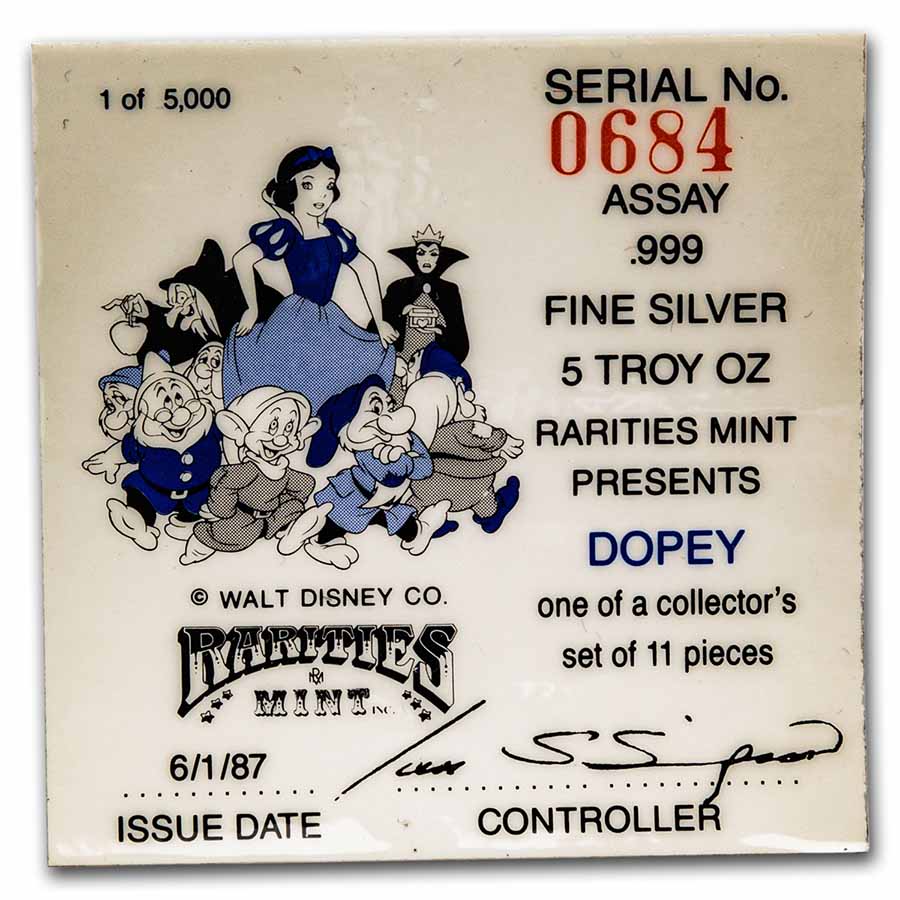 1 of 5,000
SERIAL No.
0684
ASSAY
.999
FINE SILVER
5 TROY OZ
RARITIES MINT
PRESENTS
DOPEY
one of a collector's
set of 11 pieces
© WALT DISNEY CO.
RARITIES
MINT INC.
6/1/87
ISSUE DATE
CONTROLLER